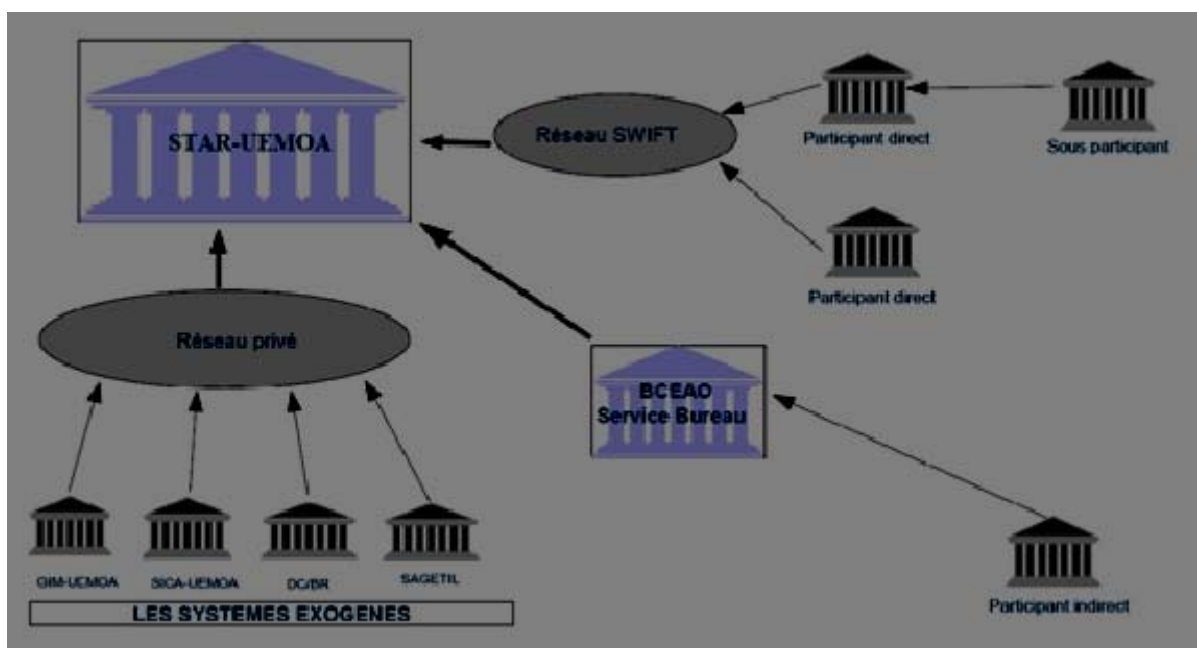 STAR-UEMOA
Réseau SWIFT
Participant direct
Sous participant
Participant direct
Réseau privé
BCEAO
Service Bureau
GIM-UEMOA
SICA-UEMOA
DC/BR
SAGETIL
LES SYSTEMES EXOGENES
Participant indirect